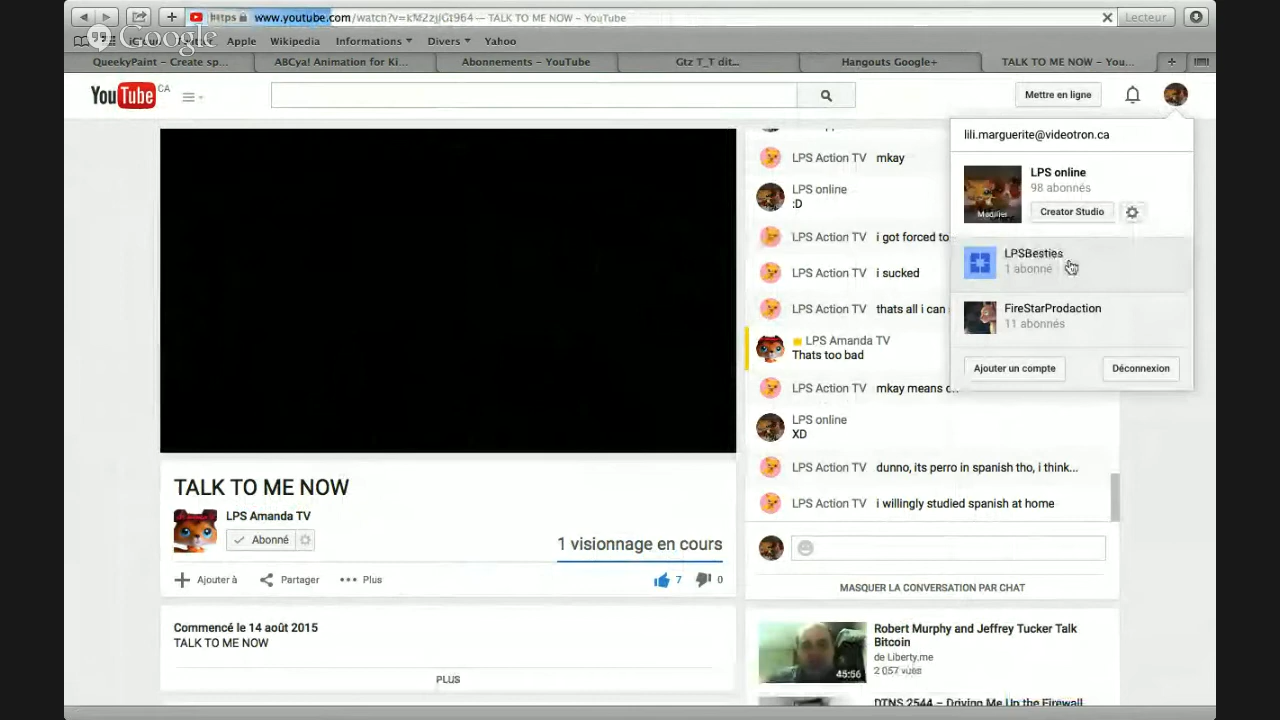 https www.youtube.com/watch?v=kM2zjJGt964 — TALK TO ME NOW – YouTube
Lecteur
Google
iCloud
Apple
Wikipedia
Informations
Divers
Yahoo
QueekyPaint – Create sp...
ABCya! Animation for Ki...
Abonnements – YouTube
Gtz T_T dit...
Hangouts Google+
TALK TO ME NOW – You...
YouTube CA
Mettre en ligne
lili.marguerite@videotron.ca
LPS online
98 abonnés
Modifier
Creator Studio
LPSBesties
1 abonné
FireStarProdaction
11 abonnés
Ajouter un compte
Déconnexion
LPS Action TV mkay
LPS online
:D
LPS Action TV i got forced to
LPS Action TV i sucked
LPS Action TV thats all i can
LPS Amanda TV
Thats too bad
LPS Action TV mkay means
LPS online
XD
LPS Action TV dunno, its perro in spanish tho, i think...
LPS Action TV i willingly studied spanish at home
MASQUER LA CONVERSATION PAR CHAT
TALK TO ME NOW
LPS Amanda TV
Abonné
1 visionnage en cours
Ajouter à
Partager
Plus
7
0
Commencé le 14 août 2015
TALK TO ME NOW
PLUS
Robert Murphy and Jeffrey Tucker Talk
Bitcoin
de Liberty.me
2 057 vues
45:56
DTNS 2544 – Driving Me Up the Firewall